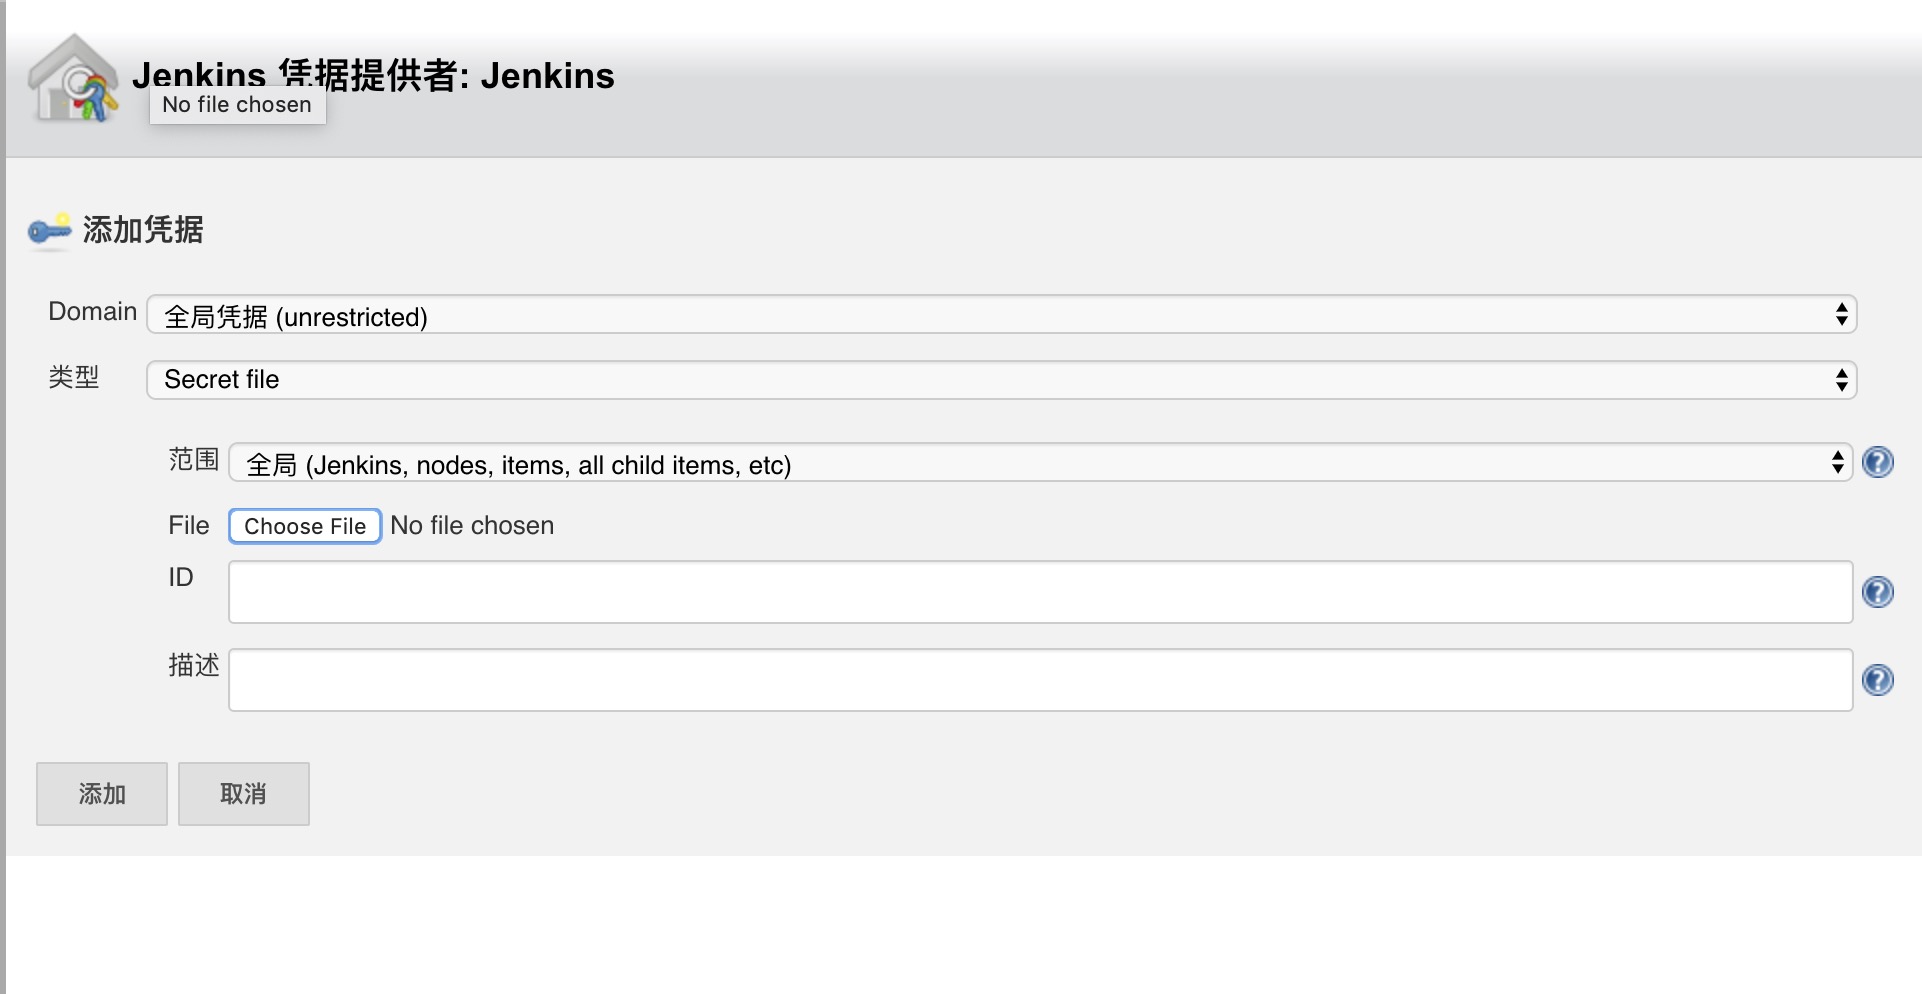 Jenkins 凭据提供者: Jenkins
No file chosen
添加凭据
Domain 全局凭据 (unrestricted)
类型 Secret file
范围 全局 (Jenkins, nodes, items, all child items, etc)
File Choose File No file chosen
ID
描述
添加 取消